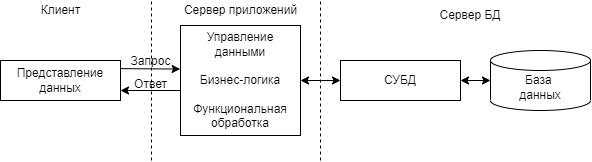 Клиент
Сервер приложений
Сервер БД
Представление
данных
Запрос
Ответ
Управление
данными
Бизнес-логика
Функциональная
обработка
СУБД
База
данных